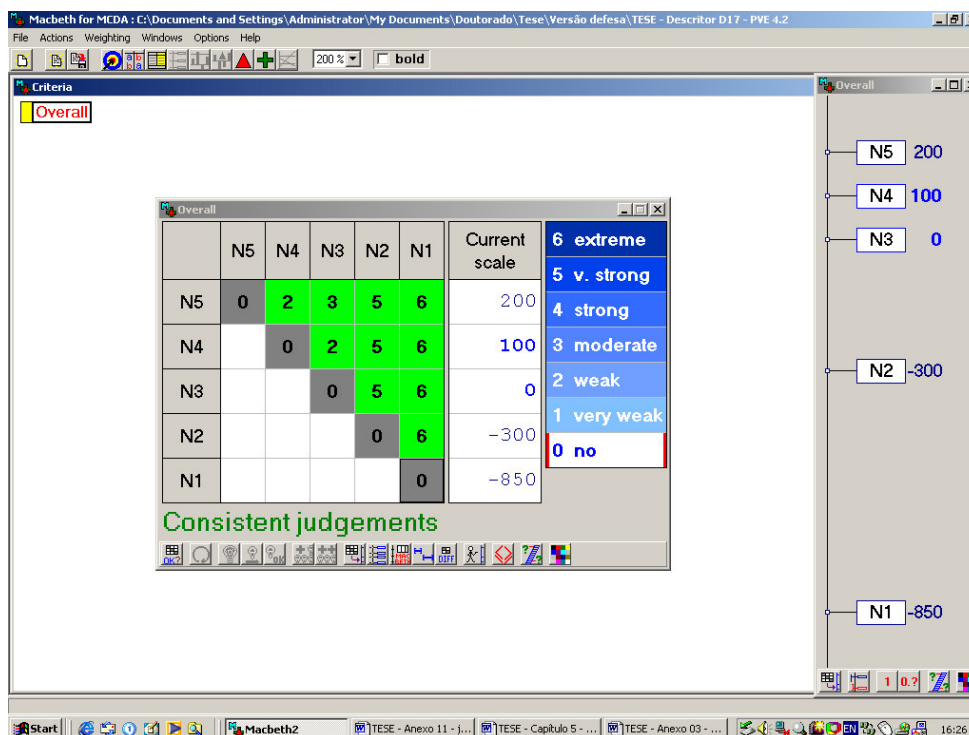 Macbeth for MCDA : C:\Documents and Settings\Administrator\My Documents\Doutorado\Tese\Versão defesa\TESE - Descritor D17 - PVE 4.2
File Actions Weighting Windows Options Help
200 % bold
Criteria
Overall
Overall
N5 200
N4 100
N3 0
N2 -300
N1 -850
Overall
N5 N4 N3 N2 N1 Current scale
N5 0 2 3 5 6 200
N4 0 2 5 6 100
N3 0 5 6 0
N2 0 6 -300
N1 0 -850
6 extreme
5 v. strong
4 strong
3 moderate
2 weak
1 very weak
0 no
Consistent judgements
OK? OK DIFF
1 0.?
Start Macbeth2 TESE - Anexo 11 - j... TESE - Capítulo 5 - ... TESE - Anexo 03 - ... EN 16:26